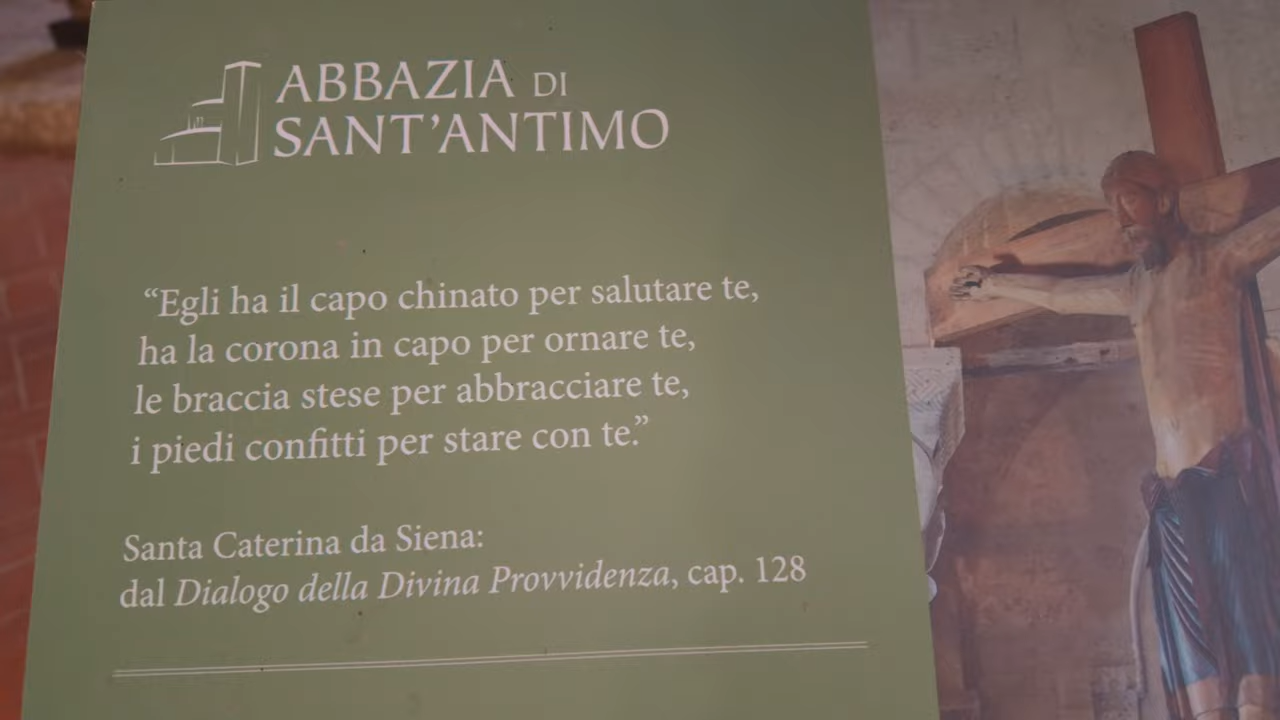 ABBAZIA DI
SANT’ANTIMO
“Egli ha il capo chinato per salutare te,
ha la corona in capo per ornare te,
le braccia stese per abbracciare te,
i piedi confitti per stare con te.”
Santa Caterina da Siena:
dal Dialogo della Divina Provvidenza, cap. 128